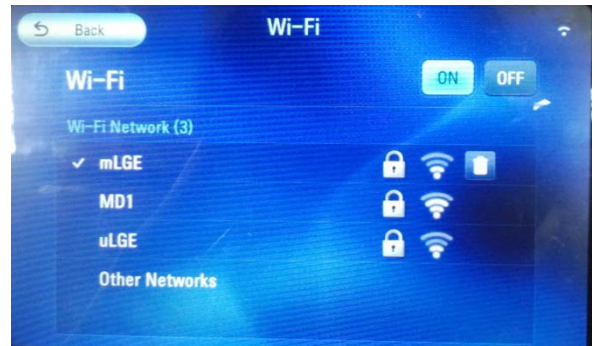 Back
Wi-Fi
Wi-Fi
ON
OFF
Wi-Fi Network (3)
mLGE
MD1
uLGE
Other Networks